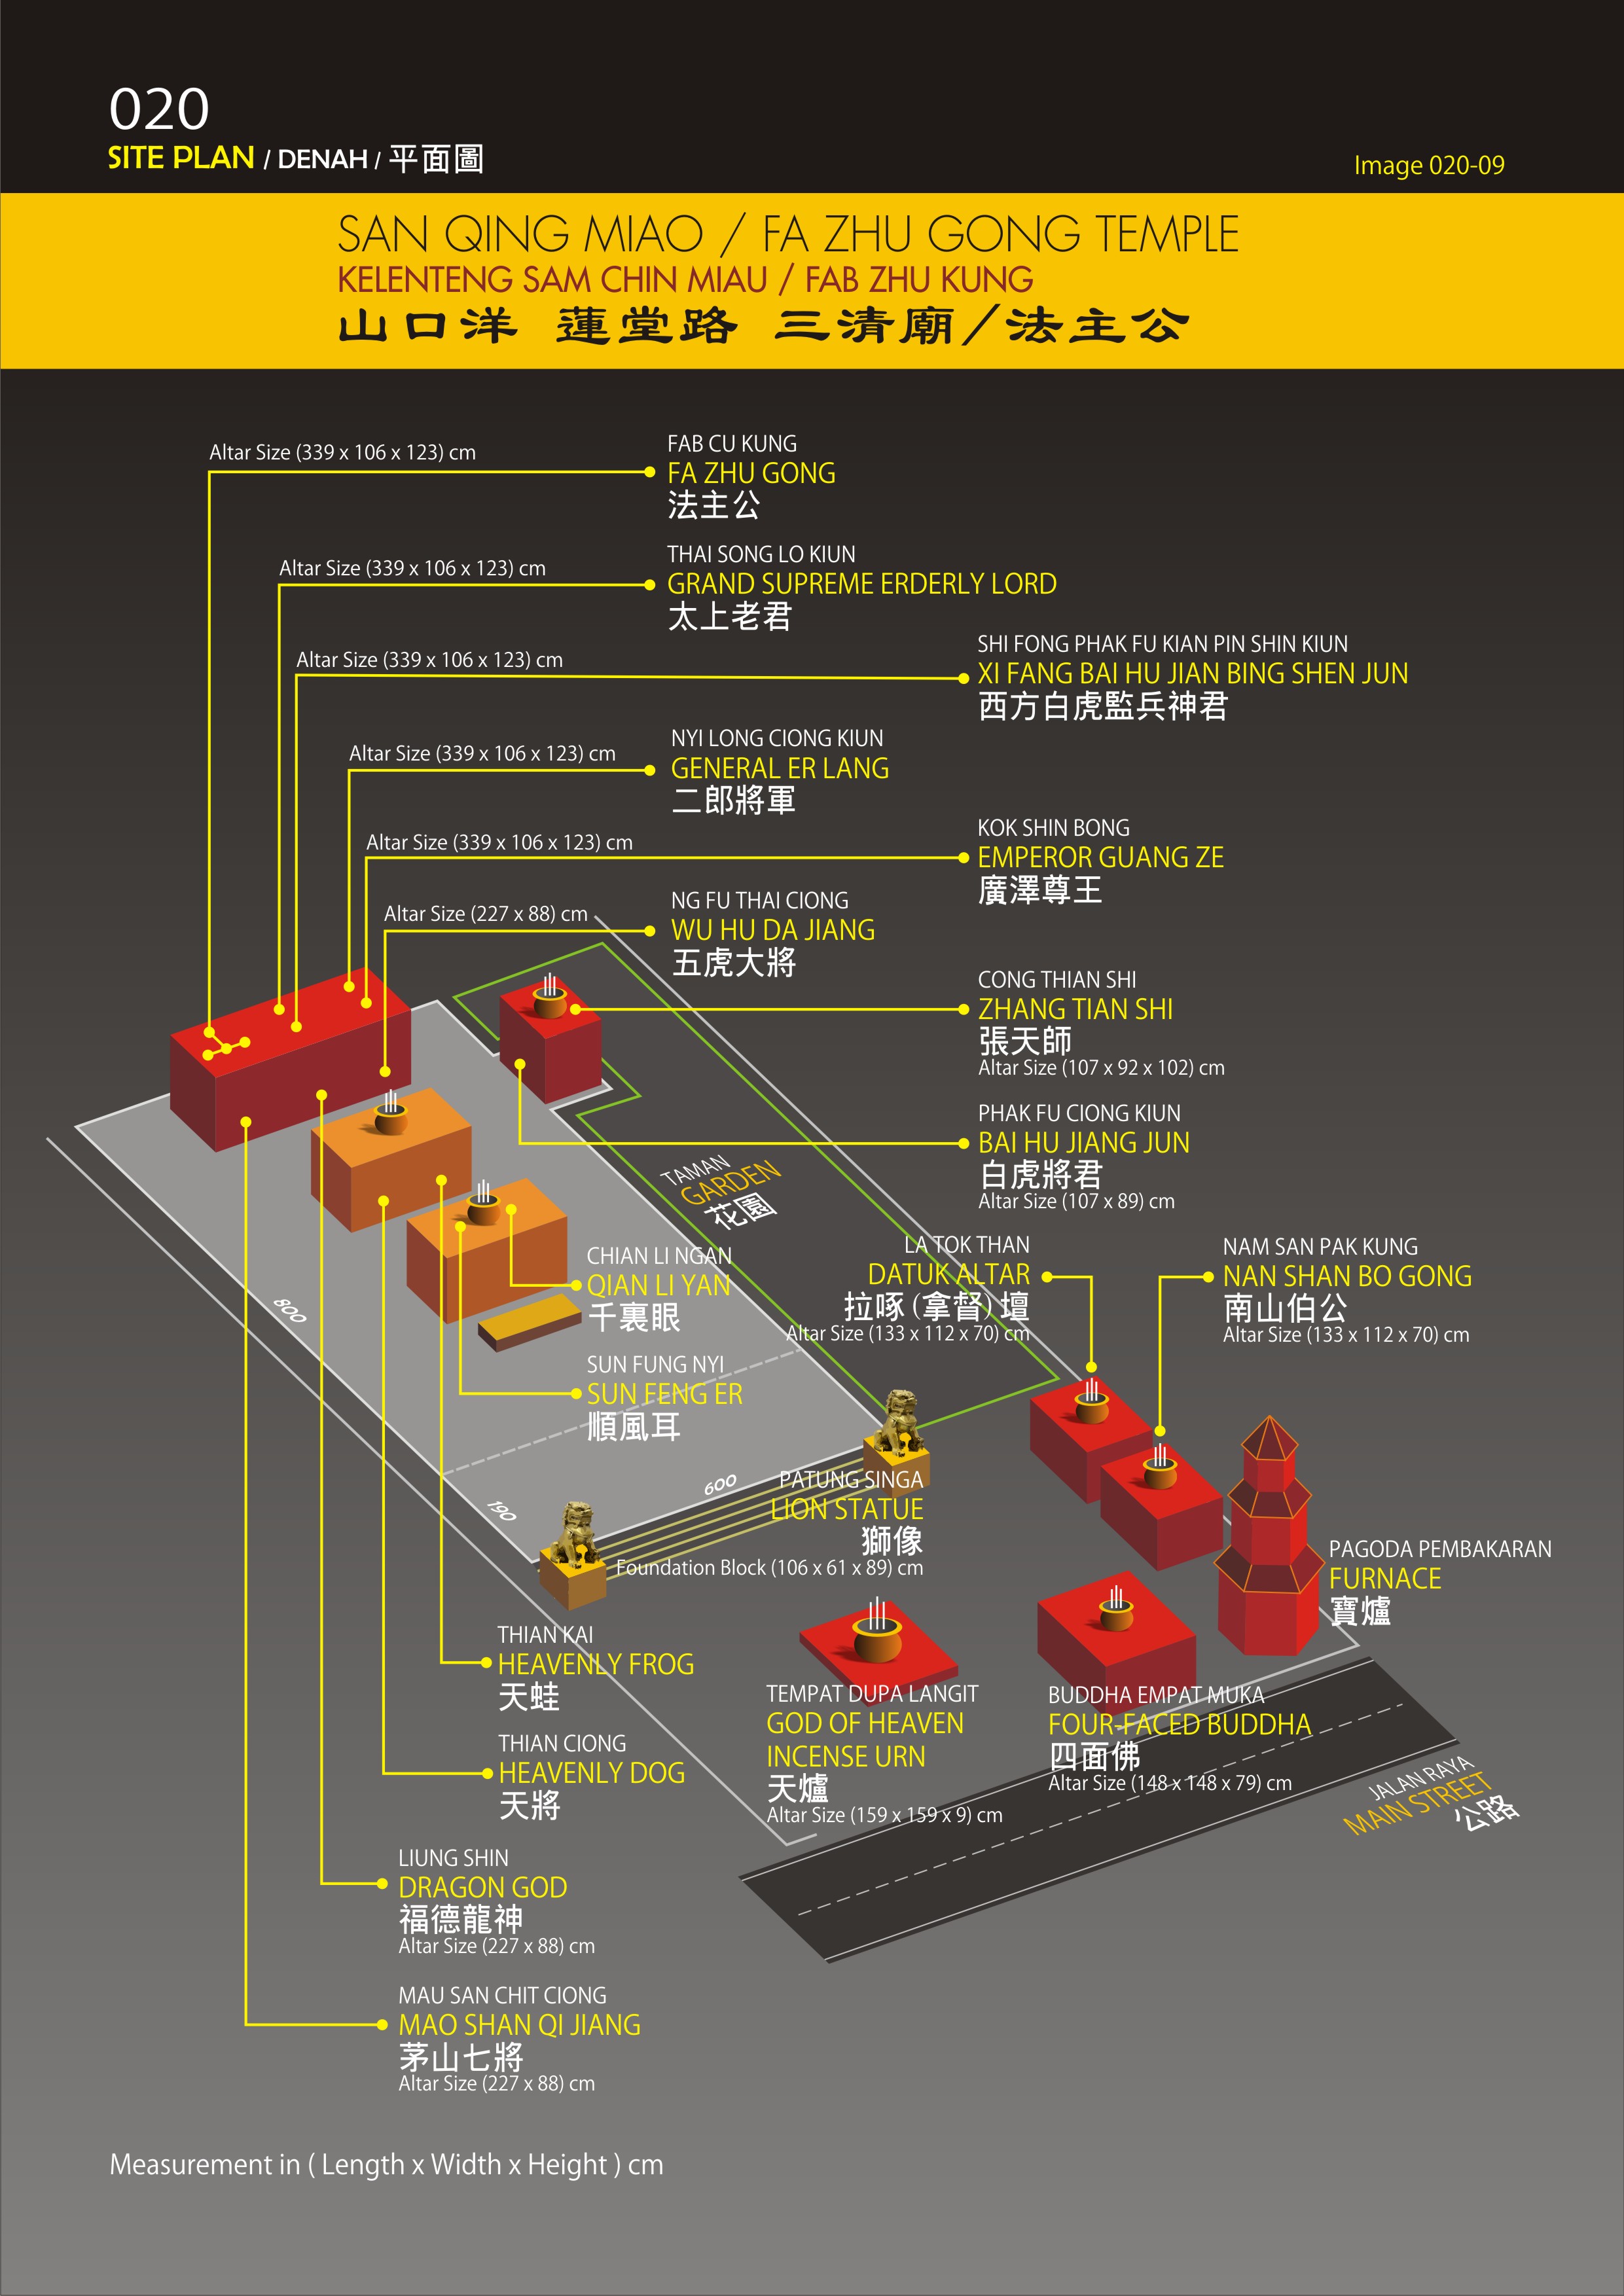 020
SITE PLAN / DENAH / 平面圖
Image 020-09
SAN QING MIAO / FA ZHU GONG TEMPLE
KELENTENG SAM CHIN MIAU / FAB ZHU KUNG
山口洋 蓮堂路 三清廟/法主公
Altar Size (339 x 106 x 123) cm
FAB CU KUNG
FA ZHU GONG
法主公
Altar Size (339 x 106 x 123) cm
THAI SONG LO KIUN
GRAND SUPREME ERDERLY LORD
太上老君
Altar Size (339 x 106 x 123) cm
SHI FONG PHAK FU KIAN PIN SHIN KIUN
XI FANG BAI HU JIAN BING SHEN JUN
西方白虎監兵神君
Altar Size (339 x 106 x 123) cm
NYI LONG CIONG KIUN
GENERAL ER LANG
二郎將軍
Altar Size (339 x 106 x 123) cm
KOK SHIN BONG
EMPEROR GUANG ZE
廣澤尊王
Altar Size (227 x 88) cm
NG FU THAI CIONG
WU HU DA JIANG
五虎大將
CONG THIAN SHI
ZHANG TIAN SHI
張天師
Altar Size (107 x 92 x 102) cm
PHAK FU CIONG KIUN
BAI HU JIANG JUN
白虎將君
Altar Size (107 x 89) cm
TAMAN
GARDEN
花園
LA TOK THAN
DATUK ALTAR
拉啄(拿督)壇
Altar Size (133 x 112 x 70) cm
NAM SAN PAK KUNG
NAN SHAN BO GONG
南山伯公
Altar Size (133 x 112 x 70) cm
CHIAN LI NGAN
QIAN LI YAN
千裏眼
SUN FUNG NYI
SUN FENG ER
順風耳
800
190
600
PATUNG SINGA
LION STATUE
獅像
Foundation Block (106 x 61 x 89) cm
PAGODA PEMBAKARAN
FURNACE
寶爐
THIAN KAI
HEAVENLY FROG
天蛙
TEMPAT DUPA LANGIT
GOD OF HEAVEN
INCENSE URN
天爐
Altar Size (159 x 159 x 9) cm
BUDDHA EMPAT MUKA
FOUR-FACED BUDDHA
四面佛
Altar Size (148 x 148 x 79) cm
JALAN RAYA
MAIN STREET
公路
THIAN CIONG
HEAVENLY DOG
天將
LIUNG SHIN
DRAGON GOD
福德龍神
Altar Size (227 x 88) cm
MAU SAN CHIT CIONG
MAO SHAN QI JIANG
茅山七將
Altar Size (227 x 88) cm
Measurement in ( Length x Width x Height ) cm